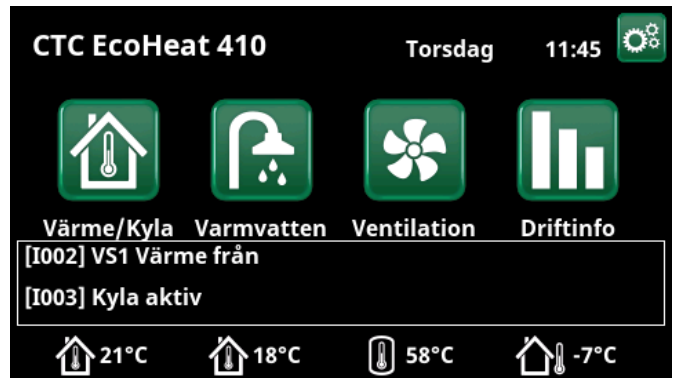 CTC EcoHeat 410 Torsdag 11:45
Värme/Kyla Varmvatten Ventilation Driftinfo
[I002] VS1 Värme från
[I003] Kyla aktiv
21°C 18°C 58°C -7°C